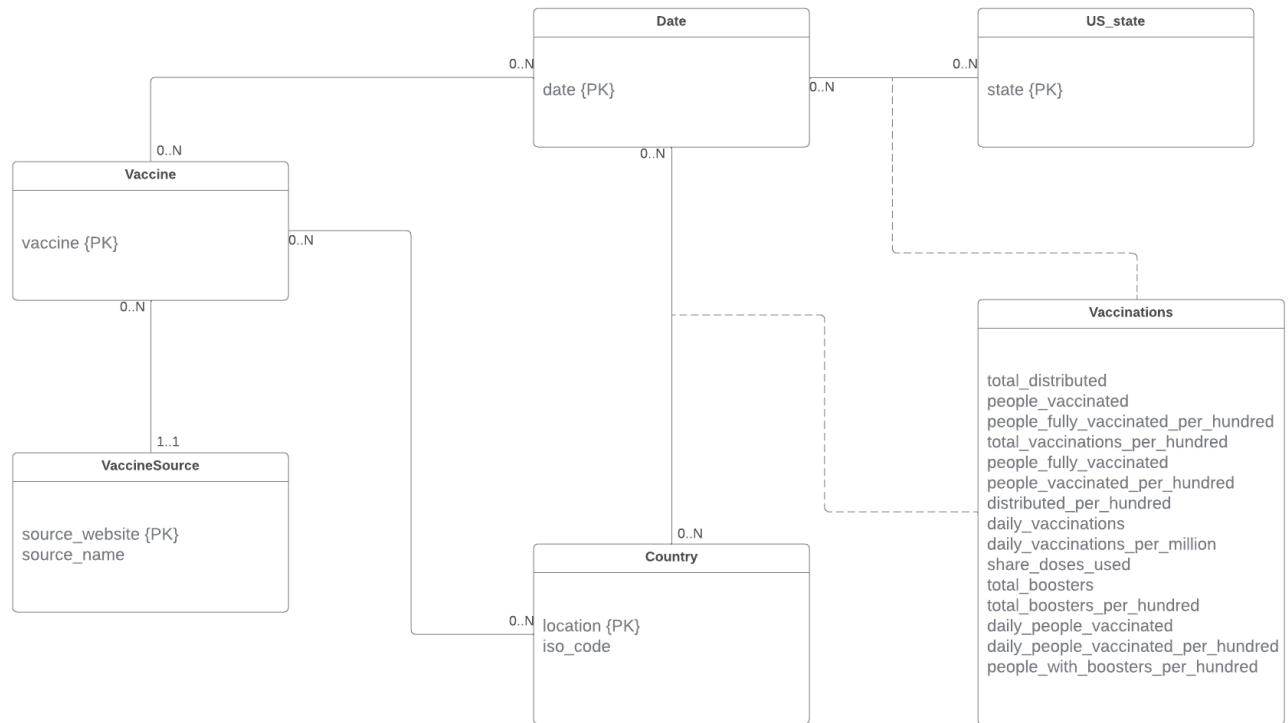 Date
0..N
date {PK}
0..N
0..N
US_state
0..N
state {PK}
0..N
Vaccine
vaccine {PK}
0..N
0..N
1..1
VaccineSource
source_website {PK}
source_name
0..N
Country
0..N
location {PK}
iso_code
Vaccinations
total_distributed
people_vaccinated
people_fully_vaccinated_per_hundred
total_vaccinations_per_hundred
people_fully_vaccinated
people_vaccinated_per_hundred
distributed_per_hundred
daily_vaccinations
daily_vaccinations_per_million
share_doses_used
total_boosters
total_boosters_per_hundred
daily_people_vaccinated
daily_people_vaccinated_per_hundred
people_with_boosters_per_hundred